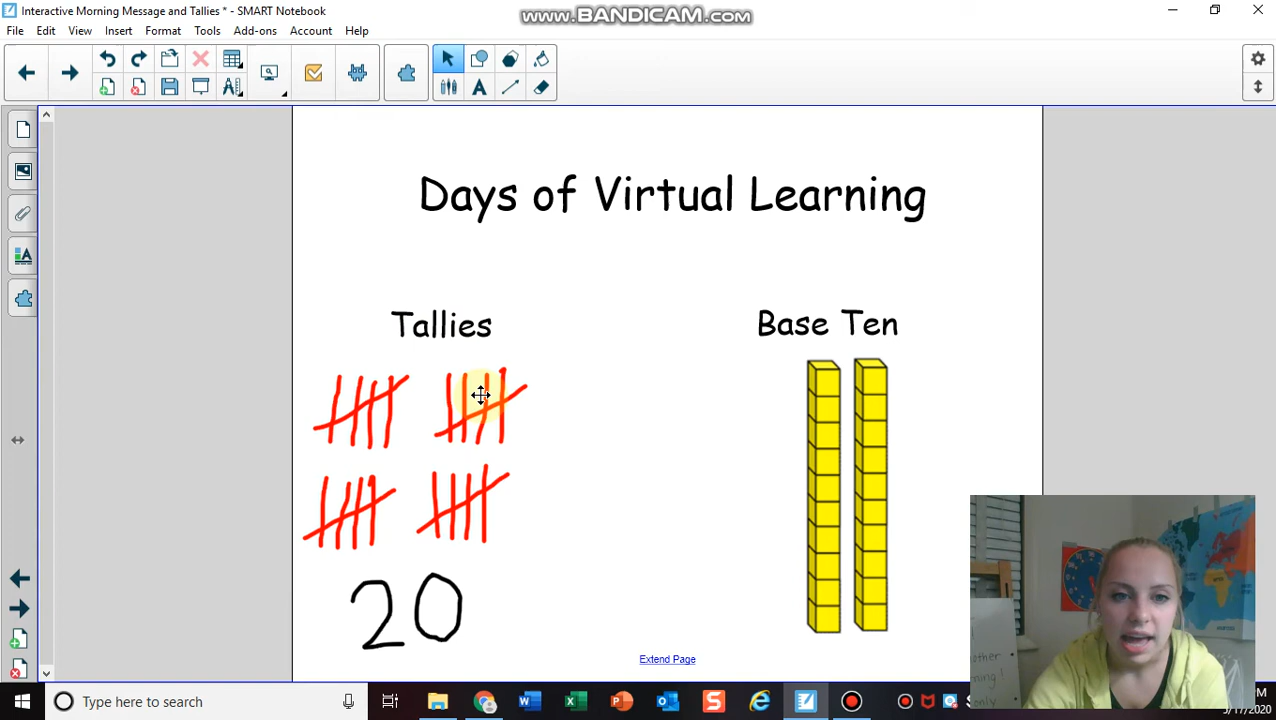 Interactive Morning Message and Tallies * - SMART Notebook
www.BANDICAM.com
File Edit View Insert Format Tools Add-ons Account Help
Days of Virtual Learning
Tallies
Base Ten
20
Extend Page
Type here to search